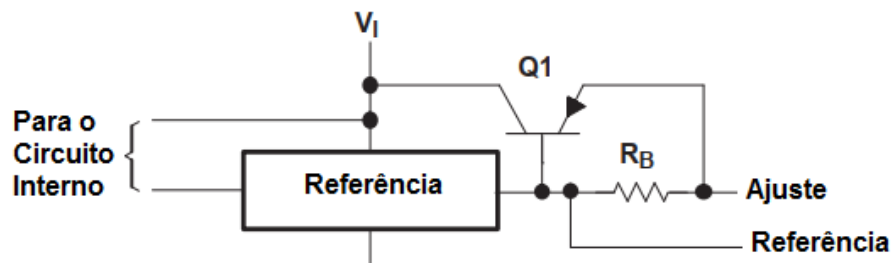 V_I
Q1
Para o
Circuito
Interno
Referência
R_B
Ajuste
Referência